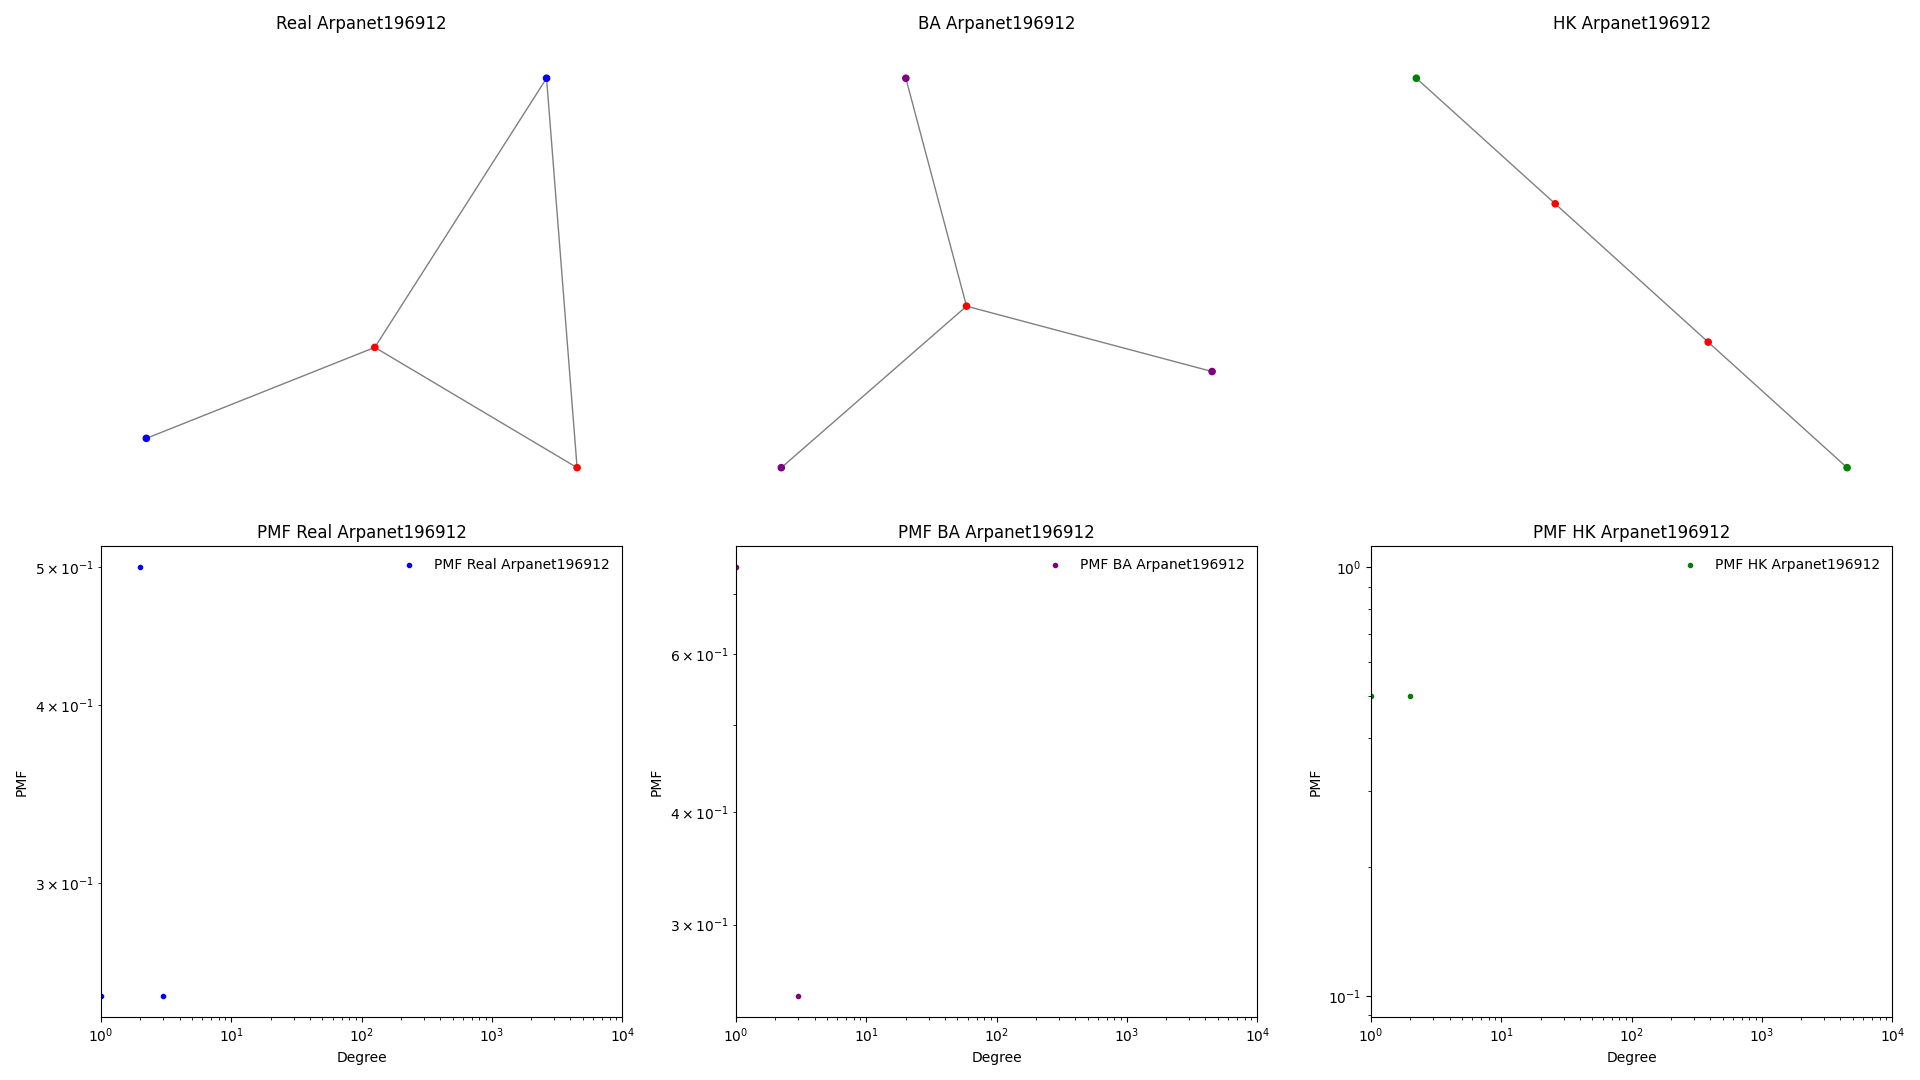 Real Arpanet196912
BA Arpanet196912
HK Arpanet196912
PMF Real Arpanet196912
PMF Real Arpanet196912
5 × 10⁻¹
4 × 10⁻¹
3 × 10⁻¹
PMF
10⁰ 10¹ 10² 10³ 10⁴
Degree
PMF BA Arpanet196912
PMF BA Arpanet196912
6 × 10⁻¹
4 × 10⁻¹
3 × 10⁻¹
PMF
10⁰ 10¹ 10² 10³ 10⁴
Degree
PMF HK Arpanet196912
PMF HK Arpanet196912
10⁰
10⁻¹
PMF
10⁰ 10¹ 10² 10³ 10⁴
Degree